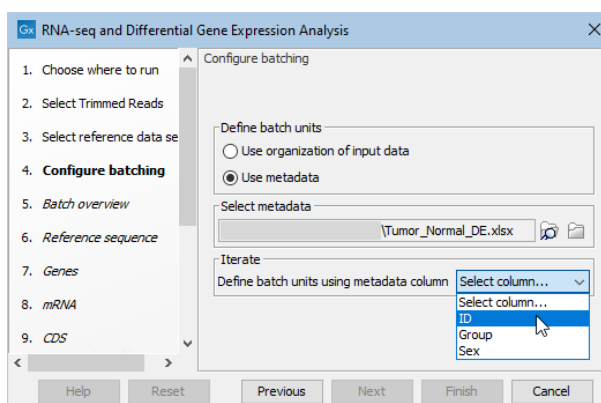 Gx RNA-seq and Differential Gene Expression Analysis
1. Choose where to run
2. Select Trimmed Reads
3. Select reference data se
4. Configure batching
5. Batch overview
6. Reference sequence
7. Genes
8. mRNA
9. CDS
Configure batching
Define batch units
Use organization of input data
Use metadata
Select metadata
\Tumor_Normal_DE.xlsx
Iterate
Define batch units using metadata column Select column...
Select column...
ID
Group
Sex
Help Reset Previous Next Finish Cancel